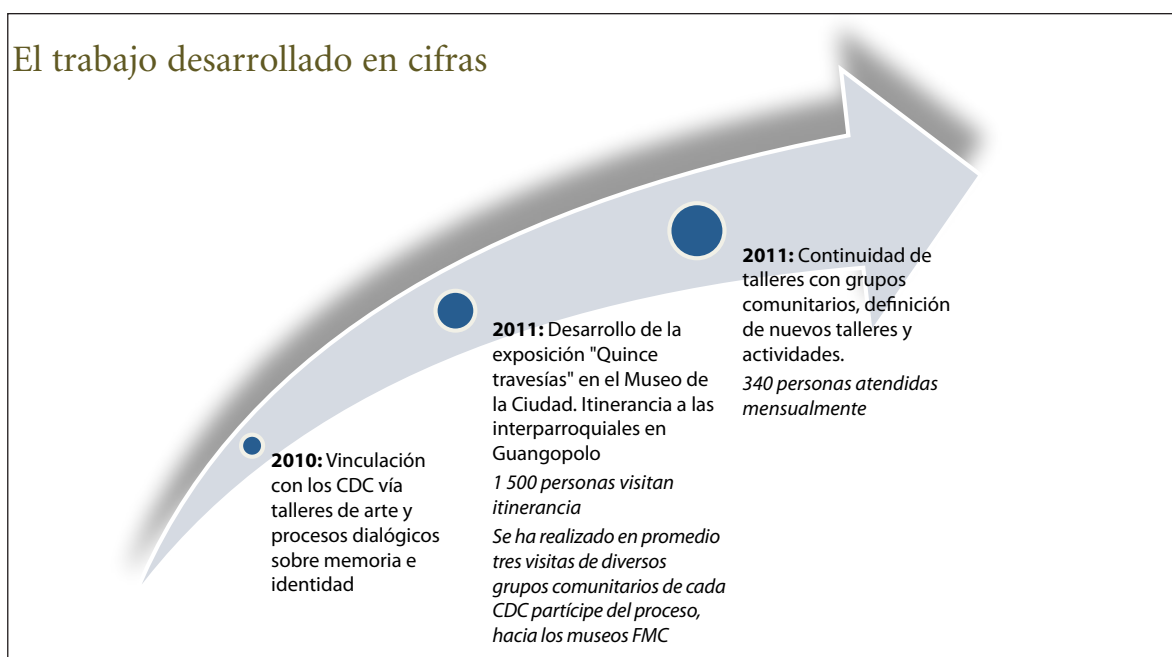 El trabajo desarrollado en cifras
2010: Vinculación
con los CDC vía
talleres de arte y
procesos dialógicos
sobre memoria e
identidad
2011: Desarrollo de la
exposición "Quince
travesías" en el Museo de
la Ciudad. Itinerancia a las
interparroquiales en
Guangopolo
1 500 personas visitan
itinerancia
Se ha realizado en promedio
tres visitas de diversos
grupos comunitarios de cada
CDC partícipe del proceso,
hacia los museos FMC
2011: Continuidad de
talleres con grupos
comunitarios, definición
de nuevos talleres y
actividades.
340 personas atendidas
mensualmente